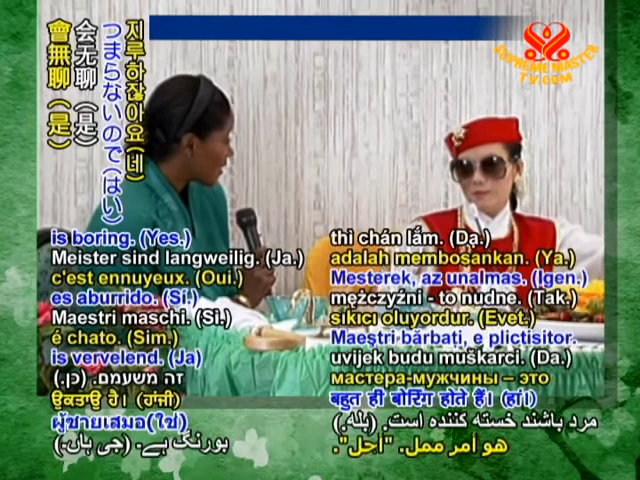 SUPREME MASTER
TV.COM
지루하잖아요 (네)
つまらないので (はい)
会无聊 (是)
會無聊 (是)
is boring. (Yes.)
Meister sind langweilig. (Ja.)
c'est ennuyeux. (Oui.)
es aburrido. (Sí.)
Maestri maschi. (Sì.)
é chato. (Sim.)
is vervelend. (Ja)
זה משעמם. (כן.)
ਉਕਤਾਉ ਹੈ। (ਹਾਂਜੀ)
ผู้ชายเสมอ(ใช่)
بورنگ ہے۔ (جی ہاں۔)
thì chán lắm. (Dạ.)
adalah membosankan. (Ya.)
Mesterek, az unalmas. (Igen.)
mężczyźni - to nudne. (Tak.)
sıkıcı oluyordur. (Evet.)
Maeştri bărbaţi, e plictisitor.
uvijek budu muškarci. (Da.)
мастера-мужчины – это
बहुत ही बोरिंग होते हैं। (हां।)
مرد باشند خسته کننده است. (بله.)
هو أمر ممل. "أجل".